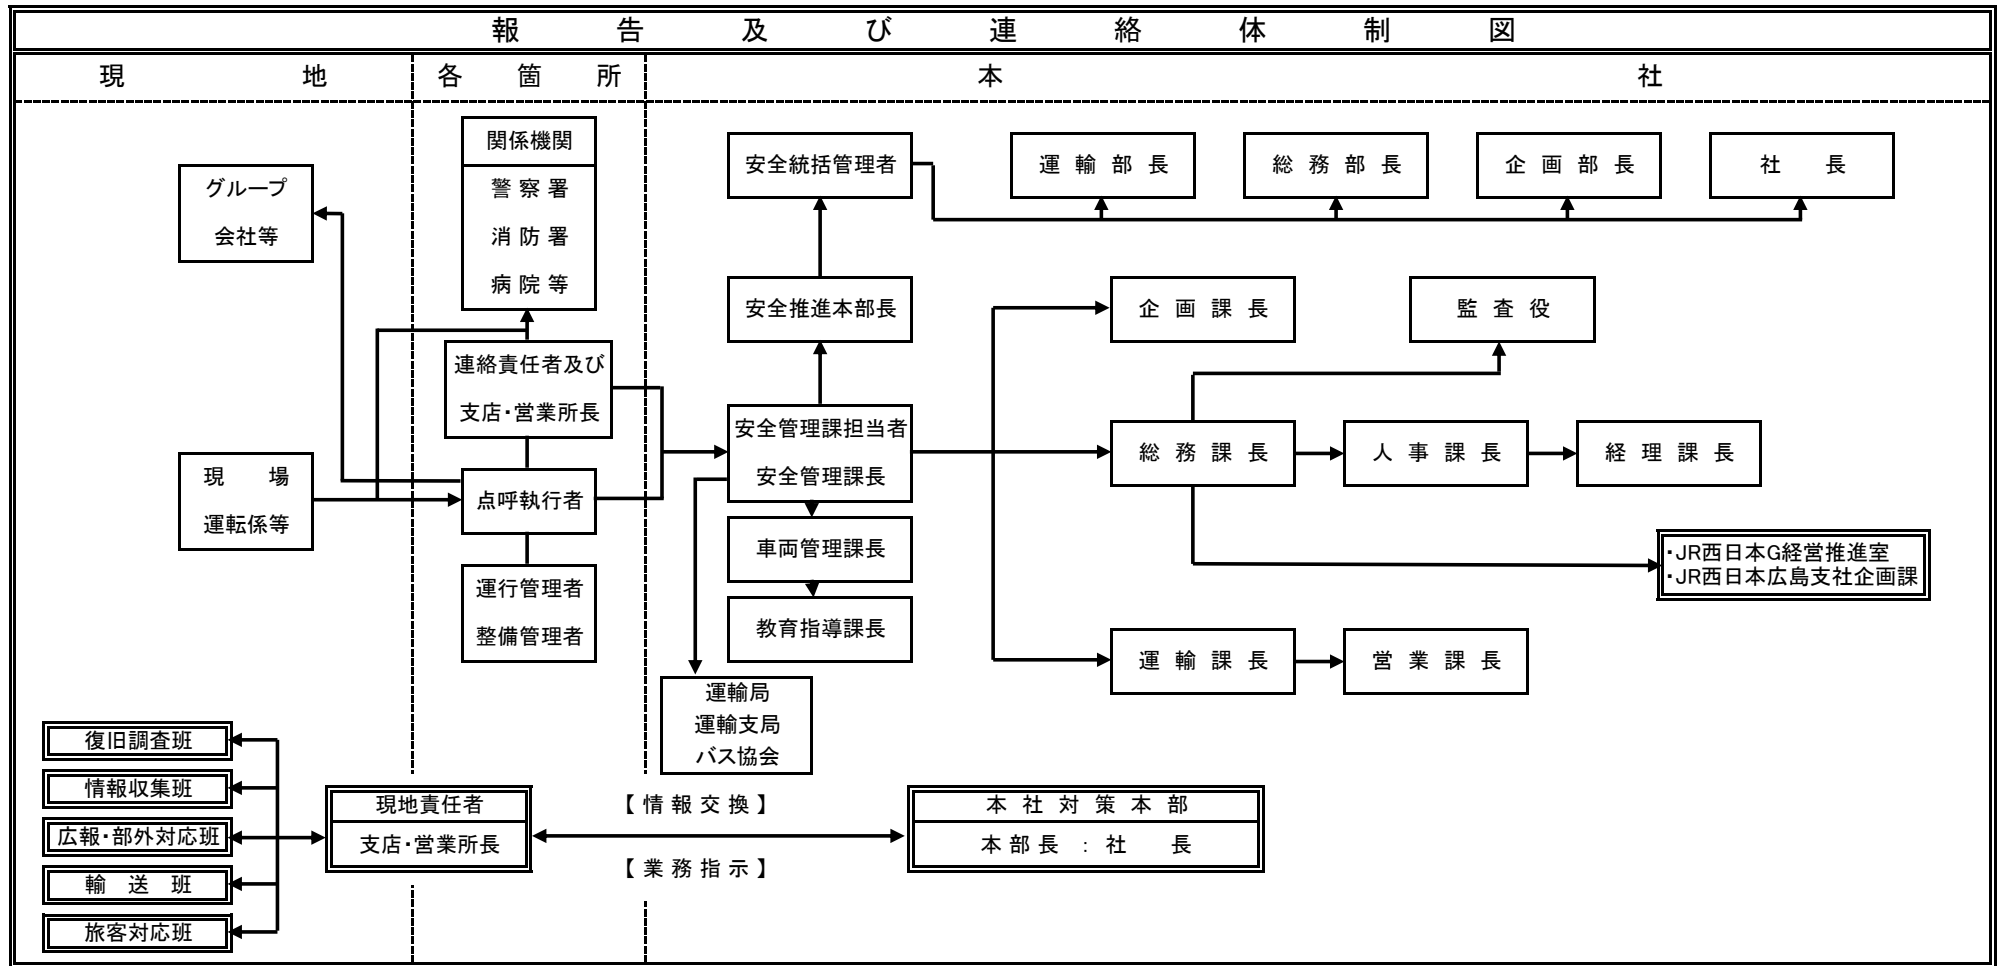 報告及び連絡体制図
現地
各箇所
本社
関係機関
警察署
消防署
病院等
グループ
会社等
連絡責任者及び
支店・営業所長
現場
運転係等
点呼執行者
運行管理者
整備管理者
安全統括管理者
運輸部長
総務部長
企画部長
社長
安全推進本部長
企画課長
監査役
安全管理課担当者
安全管理課長
総務課長
人事課長
経理課長
車両管理課長
・JR西日本G経営推進室
・JR西日本広島支社企画課
教育指導課長
運輸課長
営業課長
運輸局
運輸支局
バス協会
復旧調査班
情報収集班
広報・部外対応班
輸送班
旅客対応班
現地責任者
支店・営業所長
【情報交換】
【業務指示】
本社対策本部
本部長 : 社長